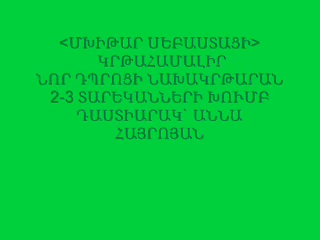 <ՄԽԻԹԱՐ ՍԵԲԱՍՏԱՑԻ>
ԿՐԹԱՀԱՄԱԼԻՐ
ՆՈՐ ԴՊՐՈՑԻ ՆԱԽԱԿՐԹԱՐԱՆ
2-3 ՏԱՐԵԿԱՆՆԵՐԻ ԽՈՒՄԲ
ԴԱՍՏԻԱՐԱԿ՝ ԱՆՆԱ
ՀԱՅՐՈՅԱՆ